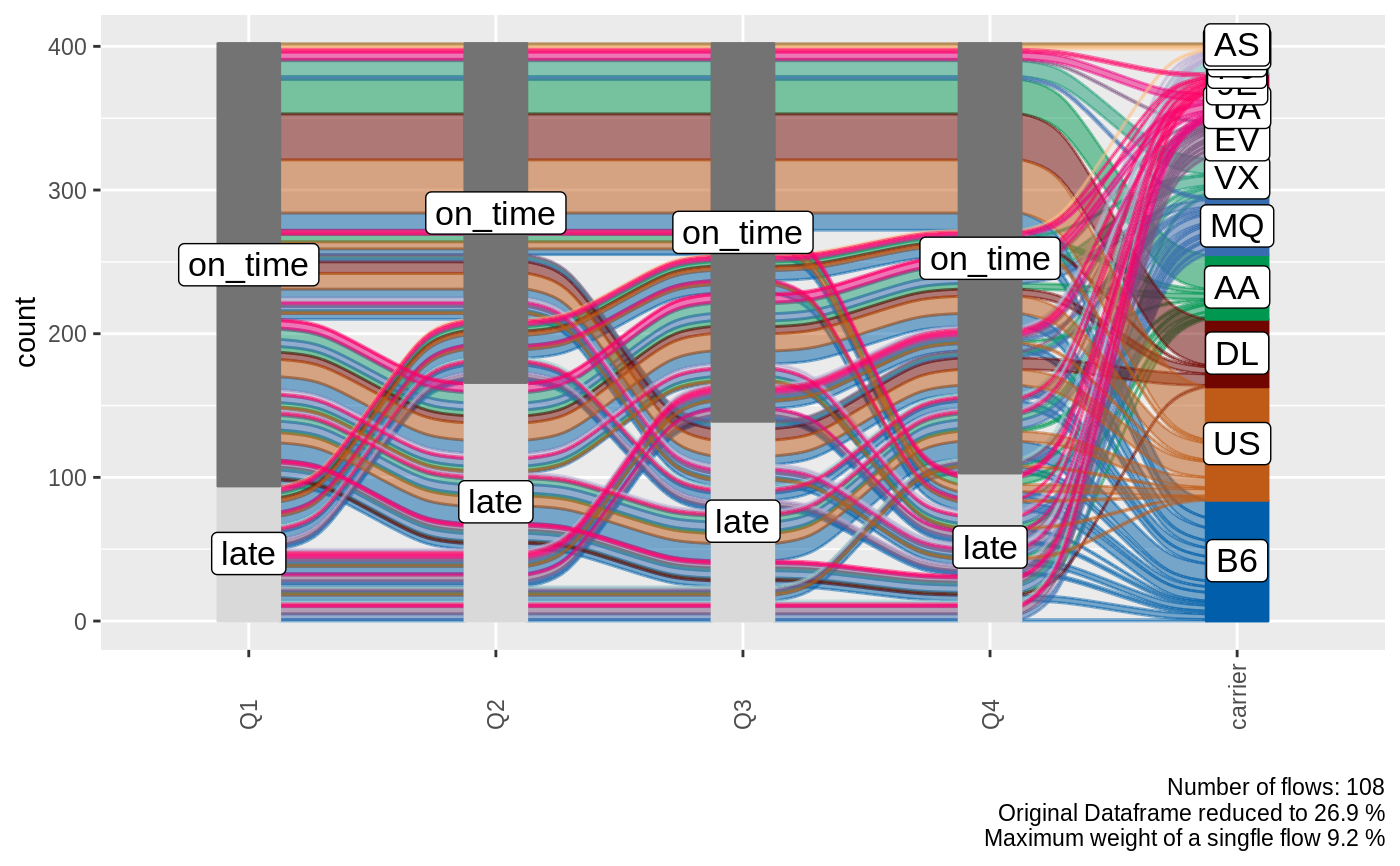 400
300
200
100
0
count
on_time
late
on_time
late
on_time
late
on_time
late
AS
UA
EV
VX
MQ
AA
DL
US
B6
Q1
Q2
Q3
Q4
carrier
Number of flows: 108
Original Dataframe reduced to 26.9 %
Maximum weight of a singfle flow 9.2 %